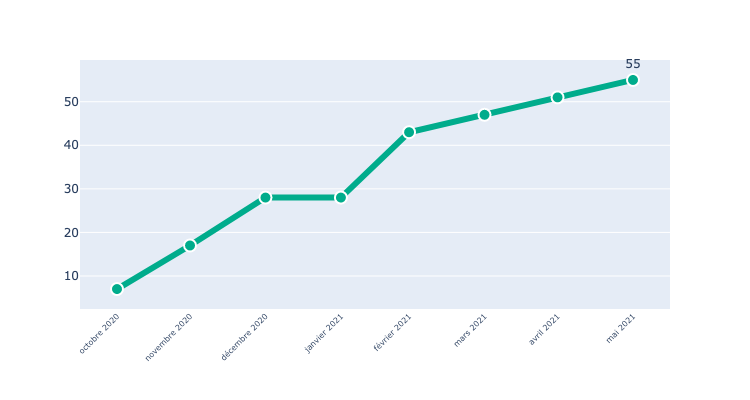 55
50
40
30
20
10
octobre 2020
novembre 2020
décembre 2020
janvier 2021
février 2021
mars 2021
avril 2021
mai 2021